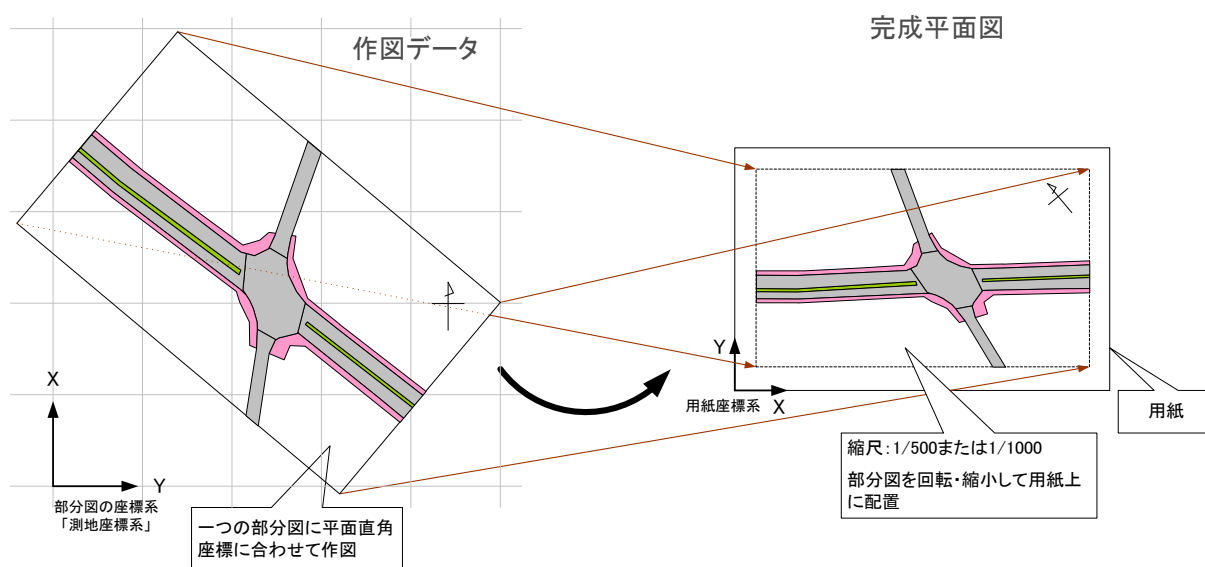 作図データ
完成平面図
X
Y
部分図の座標系
「測地座標系」
一つの部分図に平面直角
座標に合わせて作図
Y
用紙座標系
X
用紙
縮尺:1/500または1/1000
部分図を回転・縮小して用紙上
に配置